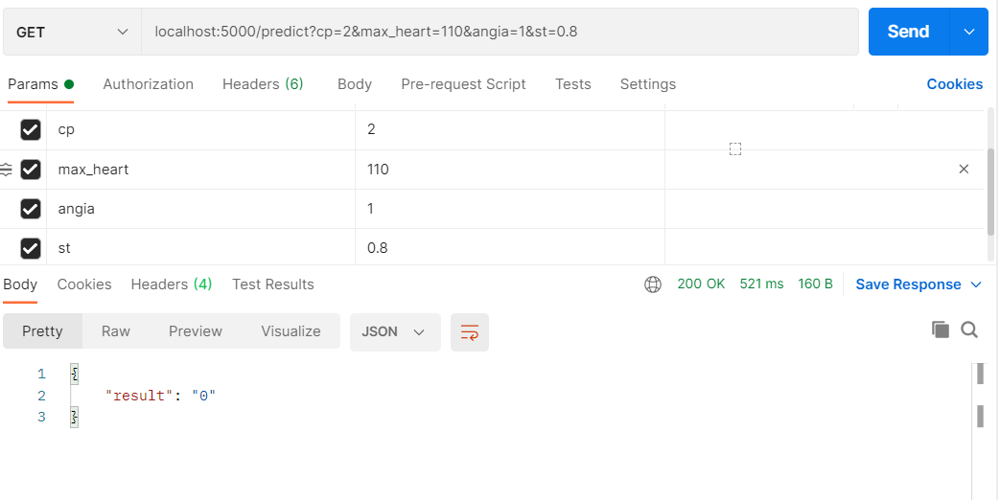 GET localhost:5000/predict?cp=2&max_heart=110&angia=1&st=0.8 Send
Params Authorization Headers (6) Body Pre-request Script Tests Settings Cookies
cp 2
max_heart 110
angia 1
st 0.8
Body Cookies Headers (4) Test Results 200 OK 521 ms 160 B Save Response
Pretty Raw Preview Visualize JSON
1 {
2 "result": "0"
3 }